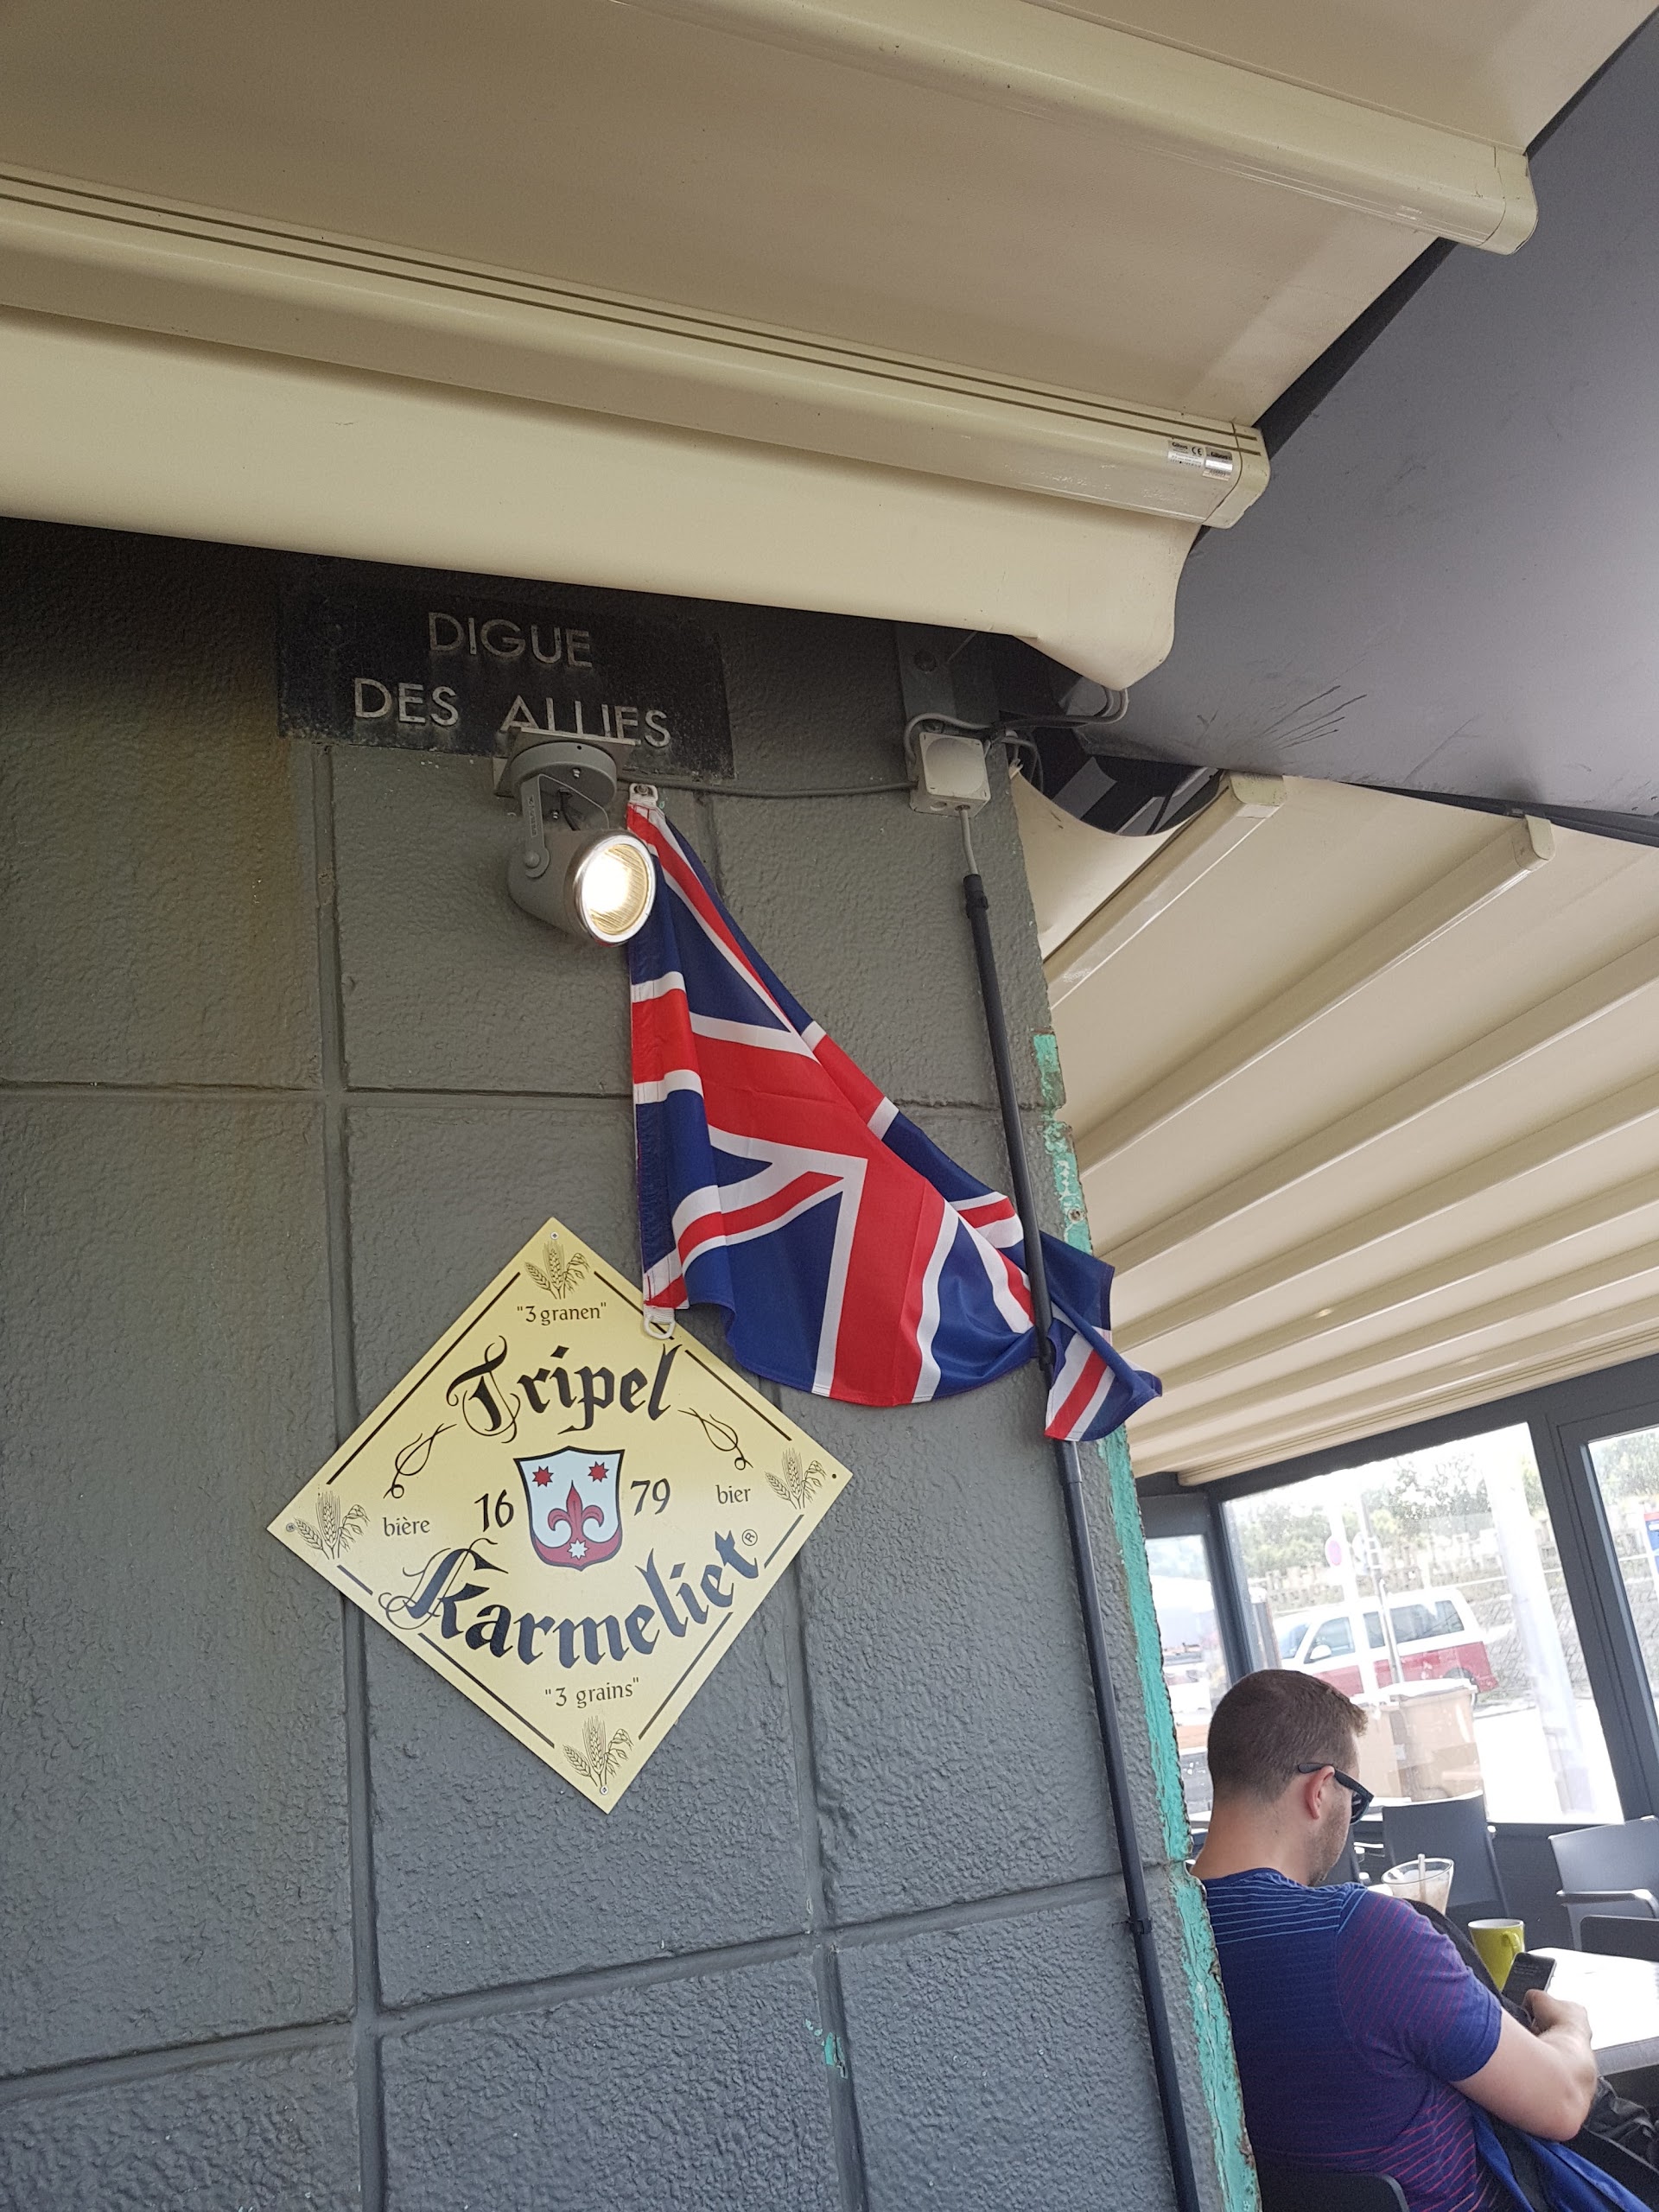 DIGUE
DES ALLIES
"3 granen"
Tripel
16 79
bière
bier
Karmeliet®
"3 grains"